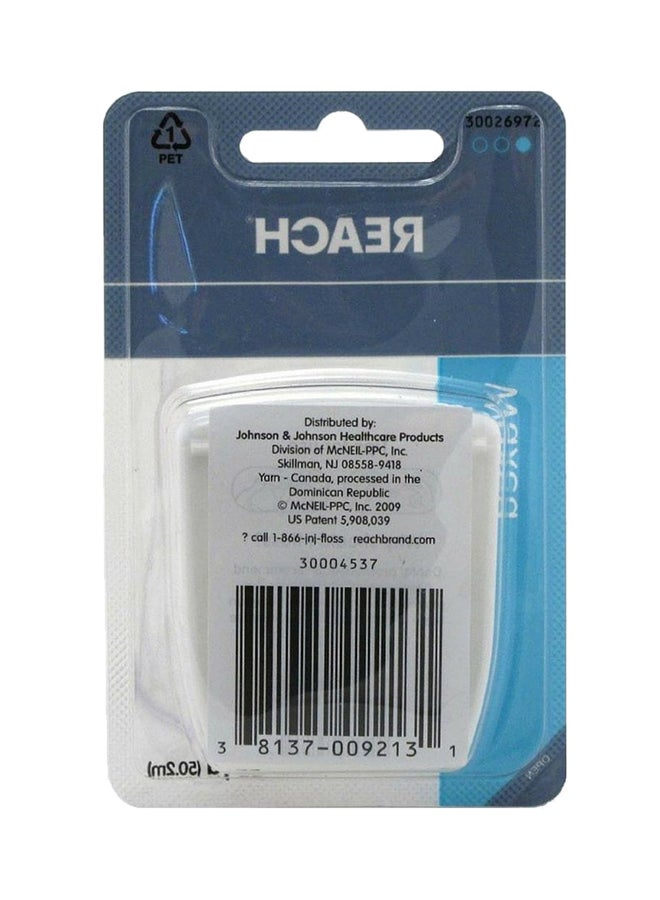 1
PET
30026972
REACH
Waxed
Distributed by:
Johnson & Johnson Healthcare Products
Division of McNEIL-PPC, Inc.
Skillman, NJ 08558-9418
Yarn - Canada, processed in the
Dominican Republic
© McNEIL-PPC, Inc. 2009
US Patent 5,908,039
? call 1-866-jnj-floss reachbrand.com
30004537
3 8137-009213 1
(50.2m)
OPEN